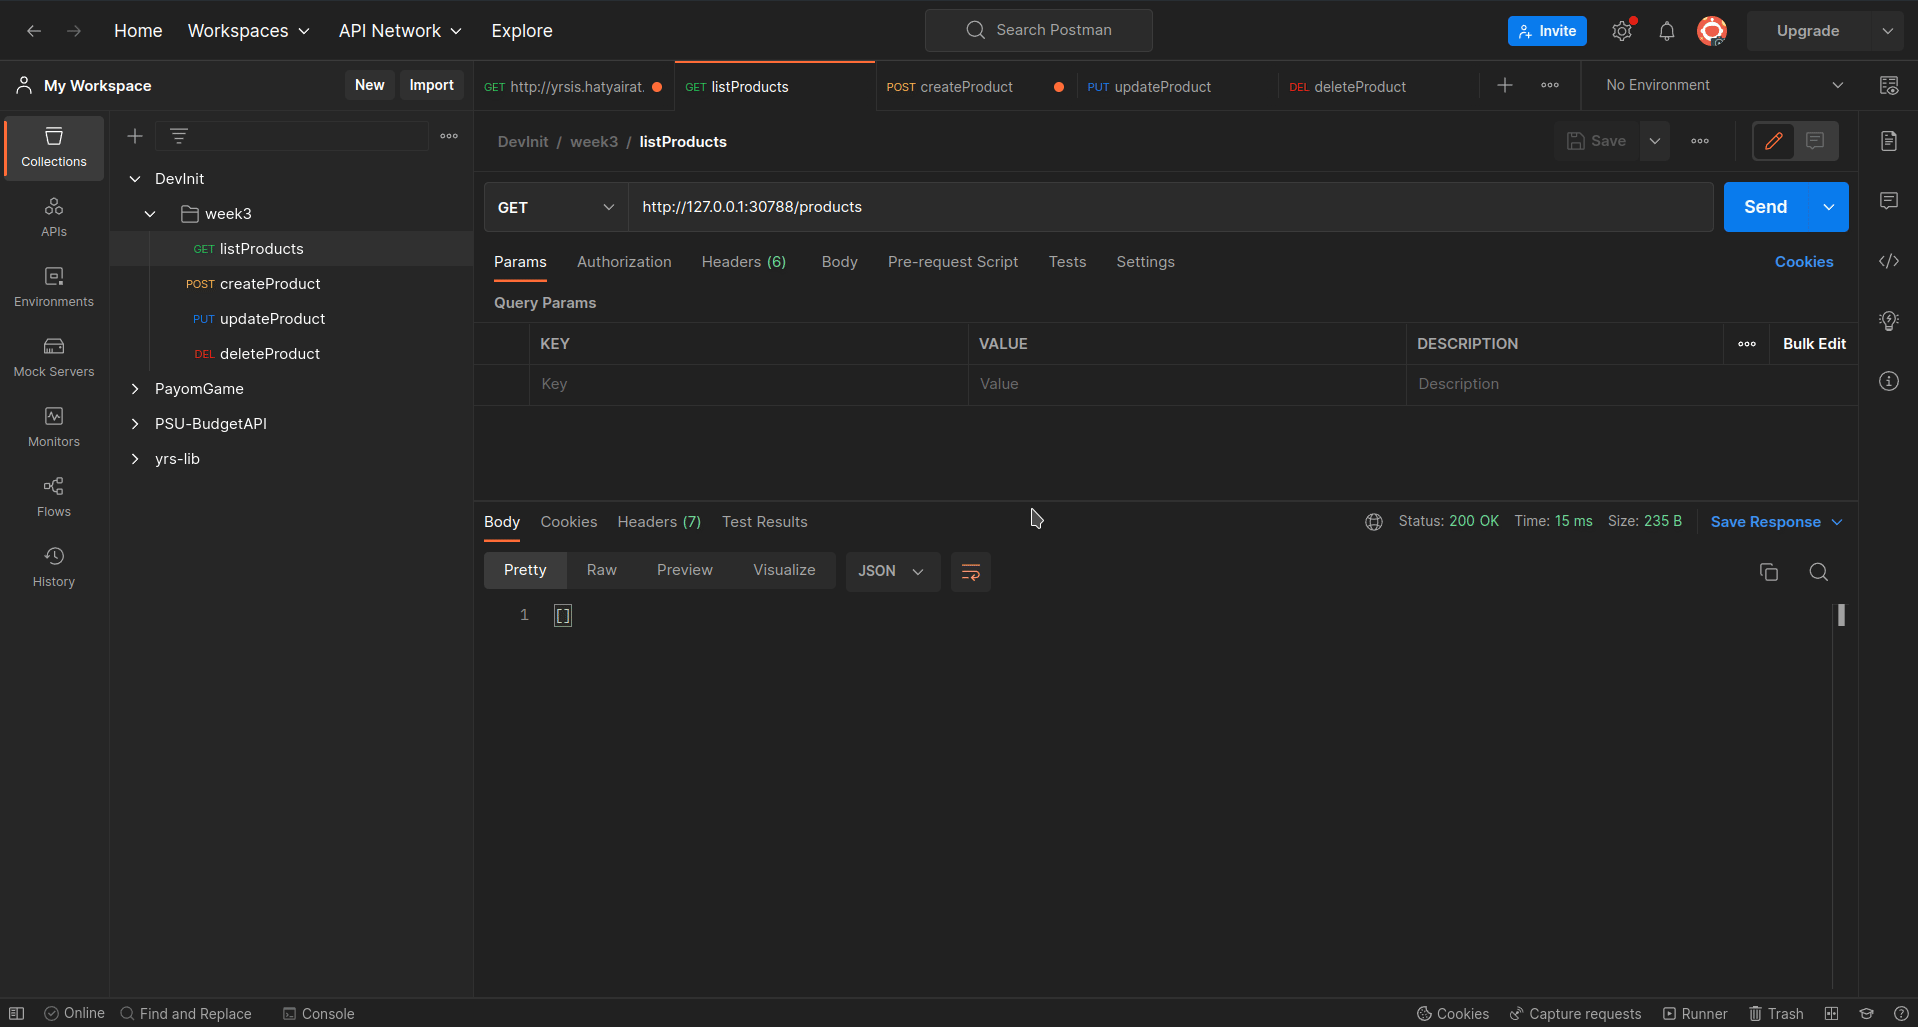 Home Workspaces API Network Explore Search Postman Invite Upgrade
My Workspace New Import GET http://yrsis.hatyairat. GET listProducts POST createProduct PUT updateProduct DEL deleteProduct No Environment
DevInit / week3 / listProducts Save
Collections
APIs
Environments
Mock Servers
Monitors
Flows
History
DevInit
week3
GET listProducts
POST createProduct
PUT updateProduct
DEL deleteProduct
PayomGame
PSU-BudgetAPI
yrs-lib
GET http://127.0.0.1:30788/products Send
Params Authorization Headers (6) Body Pre-request Script Tests Settings Cookies
Query Params
KEY VALUE DESCRIPTION Bulk Edit
Key Value Description
Body Cookies Headers (7) Test Results Status: 200 OK Time: 15 ms Size: 235 B Save Response
Pretty Raw Preview Visualize JSON
1 []
Online Find and Replace Console Cookies Capture requests Runner Trash